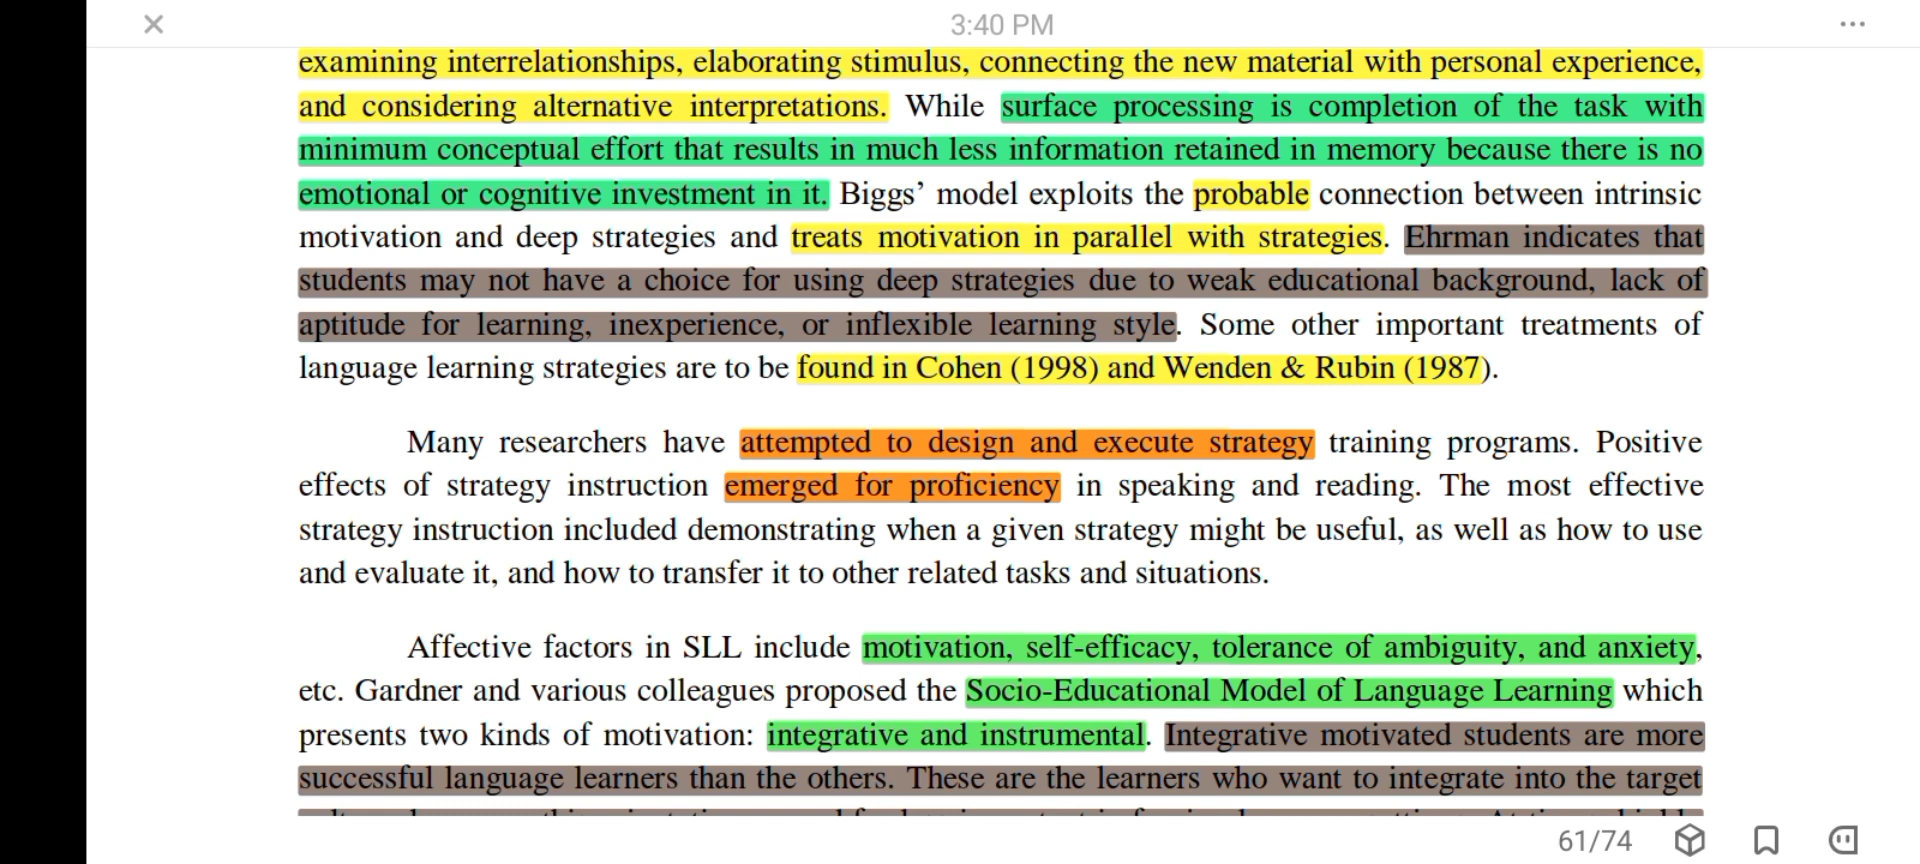 3:40 PM
examining interrelationships, elaborating stimulus, connecting the new material with personal experience,
and considering alternative interpretations. While surface processing is completion of the task with
minimum conceptual effort that results in much less information retained in memory because there is no
emotional or cognitive investment in it. Biggs’ model exploits the probable connection between intrinsic
motivation and deep strategies and treats motivation in parallel with strategies. Ehrman indicates that
students may not have a choice for using deep strategies due to weak educational background, lack of
aptitude for learning, inexperience, or inflexible learning style. Some other important treatments of
language learning strategies are to be found in Cohen (1998) and Wenden & Rubin (1987).
Many researchers have attempted to design and execute strategy training programs. Positive
effects of strategy instruction emerged for proficiency in speaking and reading. The most effective
strategy instruction included demonstrating when a given strategy might be useful, as well as how to use
and evaluate it, and how to transfer it to other related tasks and situations.
Affective factors in SLL include motivation, self-efficacy, tolerance of ambiguity, and anxiety,
etc. Gardner and various colleagues proposed the Socio-Educational Model of Language Learning which
presents two kinds of motivation: integrative and instrumental. Integrative motivated students are more
successful language learners than the others. These are the learners who want to integrate into the target
61/74